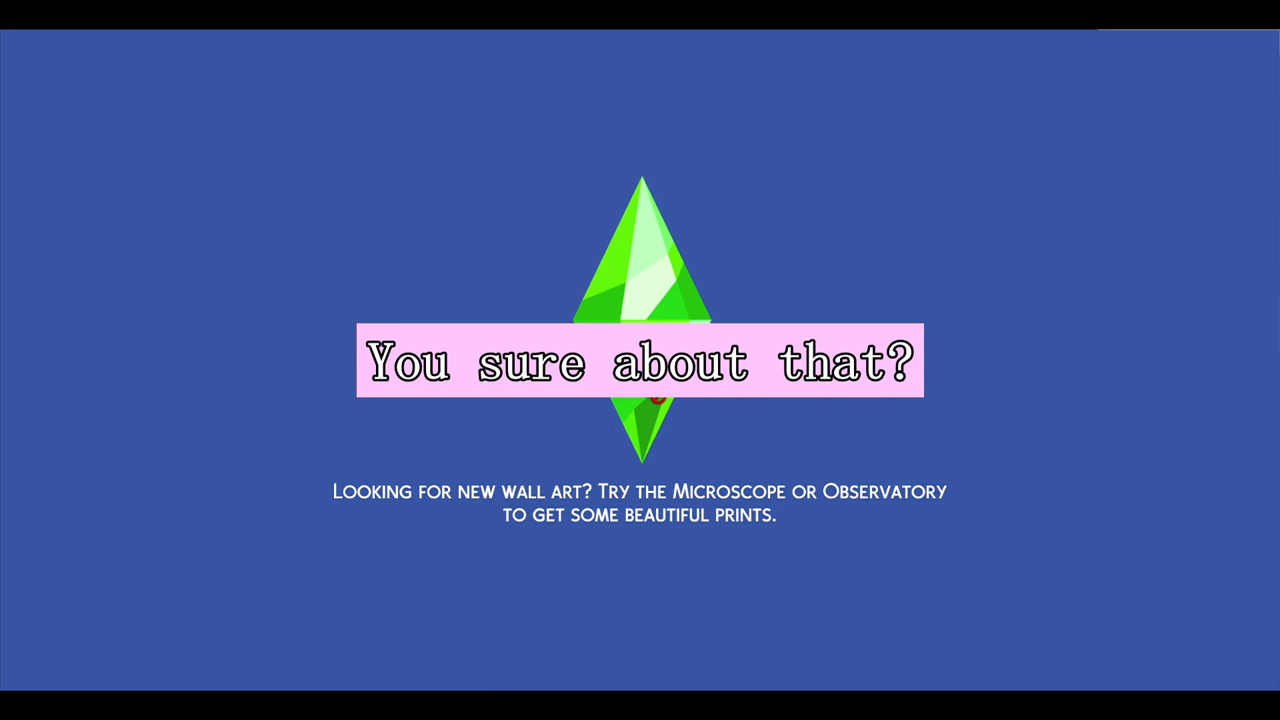 You sure about that?
LOOKING FOR NEW WALL ART? TRY THE MICROSCOPE OR OBSERVATORY
TO GET SOME BEAUTIFUL PRINTS.